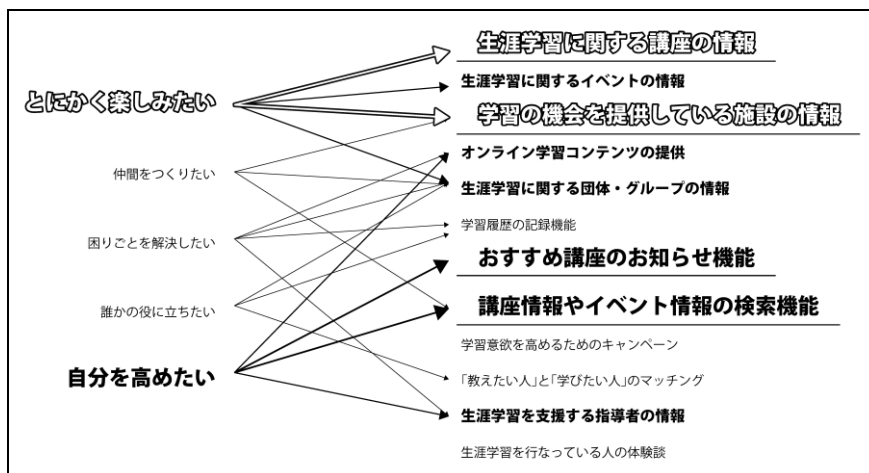 とにかく楽しみたい
仲間をつくりたい
困りごとを解決したい
誰かの役に立ちたい
自分を高めたい
生涯学習に関する講座の情報
生涯学習に関するイベントの情報
学習の機会を提供している施設の情報
オンライン学習コンテンツの提供
生涯学習に関する団体・グループの情報
学習履歴の記録機能
おすすめ講座のお知らせ機能
講座情報やイベント情報の検索機能
学習意欲を高めるためのキャンペーン
「教えたい人」と「学びたい人」のマッチング
生涯学習を支援する指導者の情報
生涯学習を行なっている人の体験談